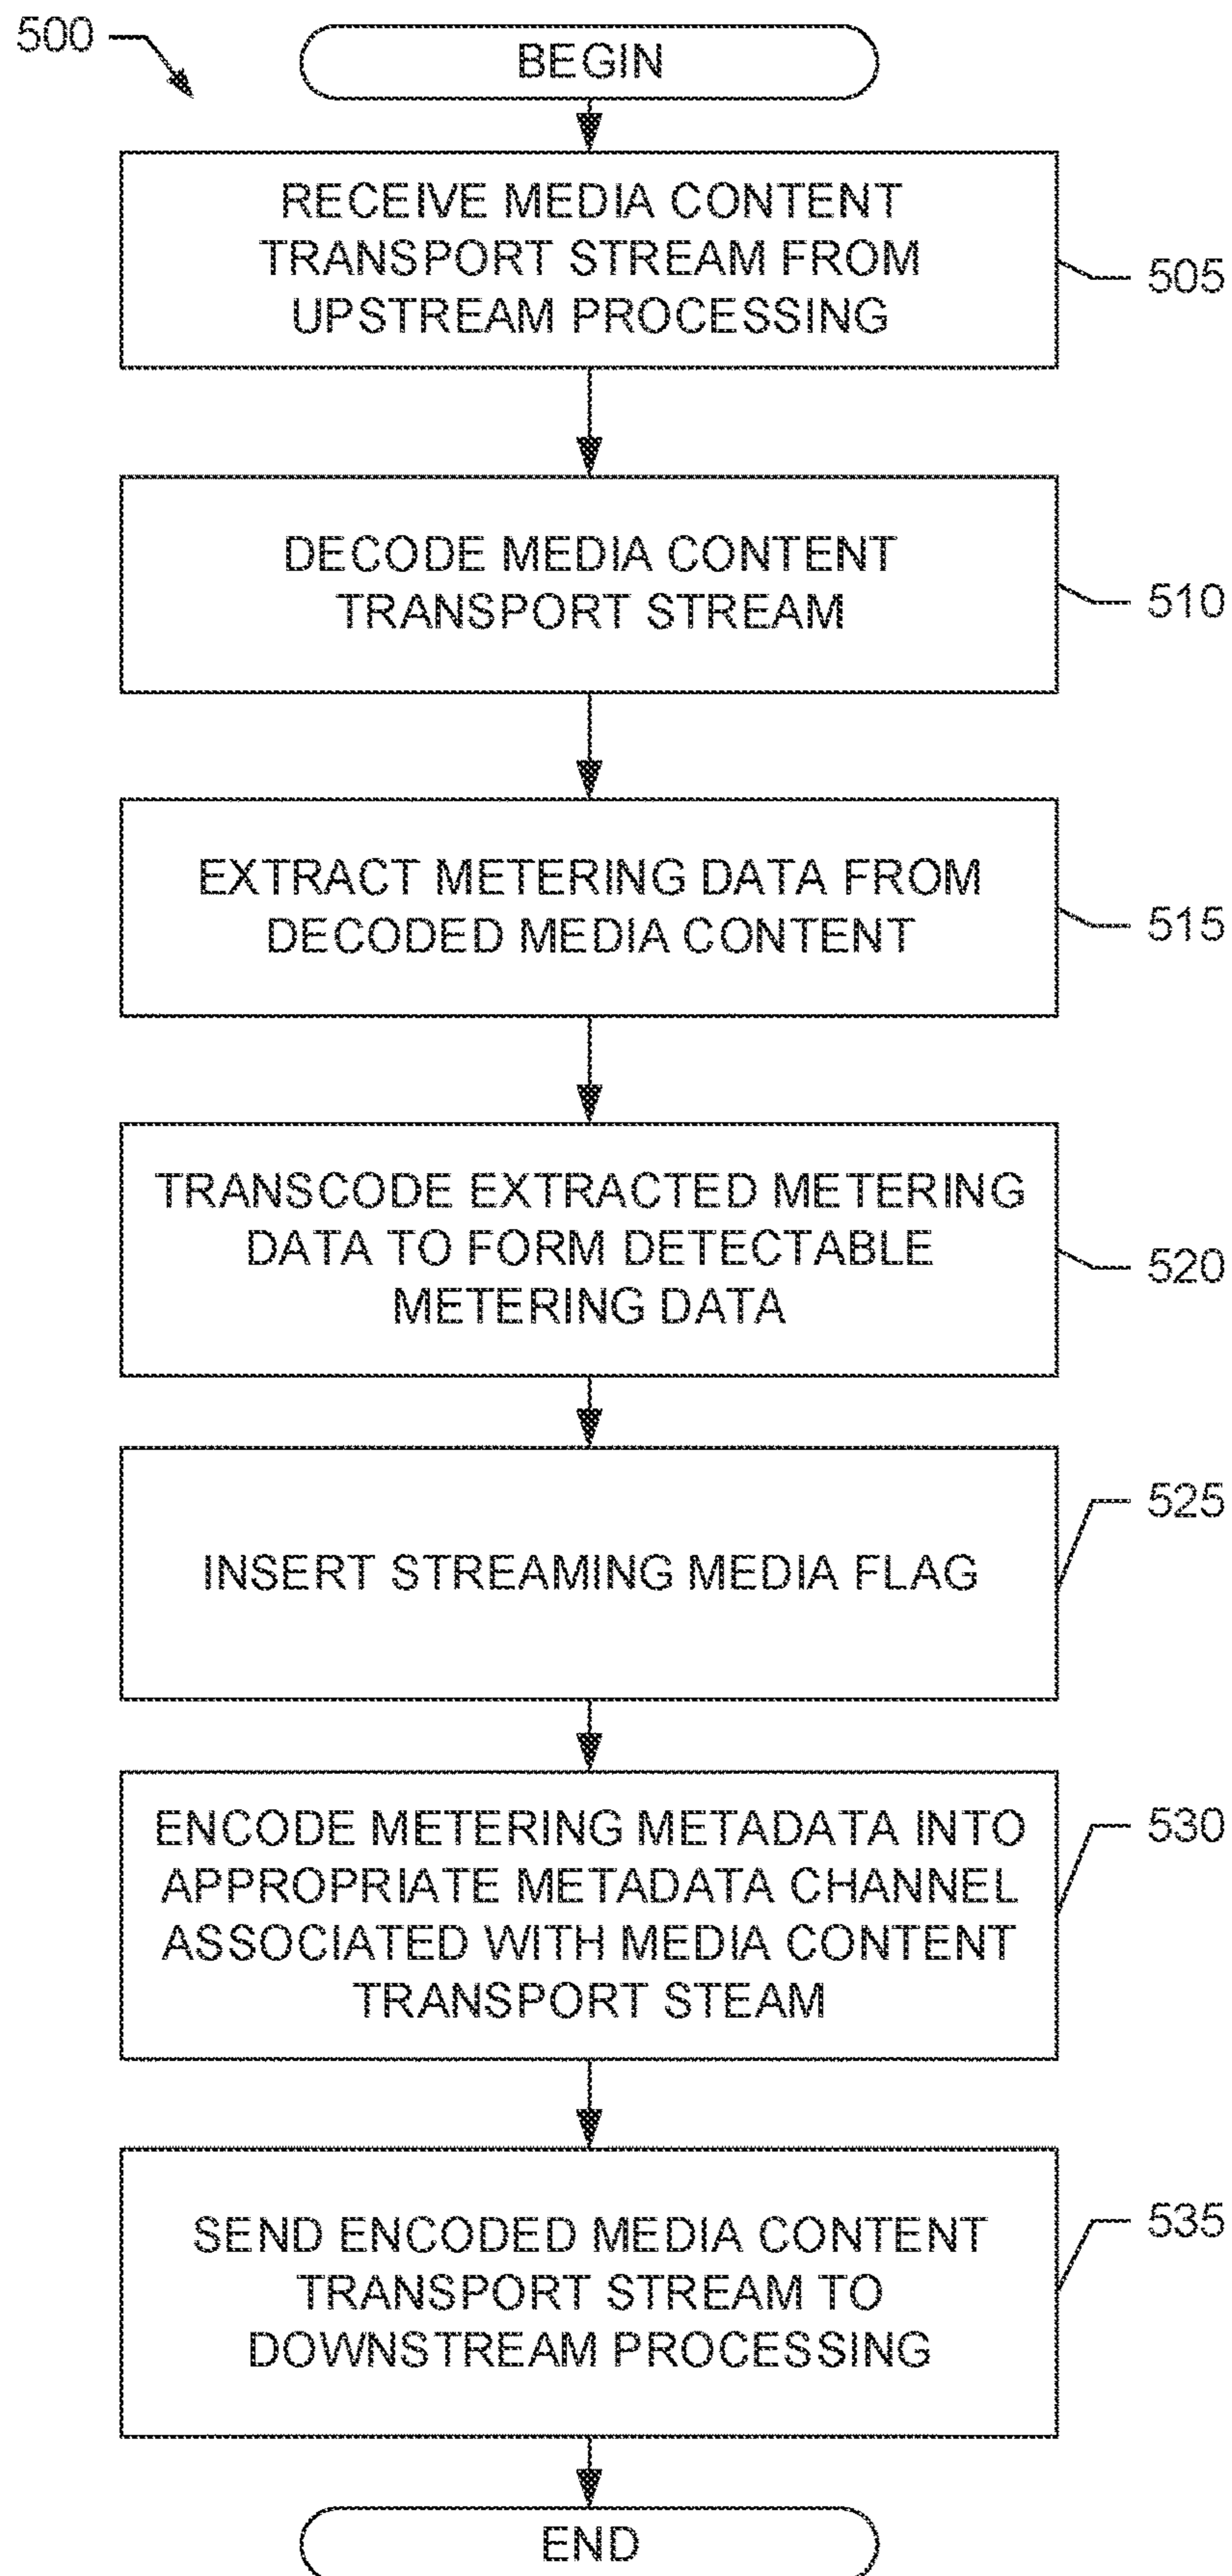 500
BEGIN
RECEIVE MEDIA CONTENT
TRANSPORT STREAM FROM
UPSTREAM PROCESSING
505
DECODE MEDIA CONTENT
TRANSPORT STREAM
510
EXTRACT METERING DATA FROM
DECODED MEDIA CONTENT
515
TRANSCODE EXTRACTED METERING
DATA TO FORM DETECTABLE
METERING DATA
520
INSERT STREAMING MEDIA FLAG
525
ENCODE METERING METADATA INTO
APPROPRIATE METADATA CHANNEL
ASSOCIATED WITH MEDIA CONTENT
TRANSPORT STEAM
530
SEND ENCODED MEDIA CONTENT
TRANSPORT STREAM TO
DOWNSTREAM PROCESSING
535
END